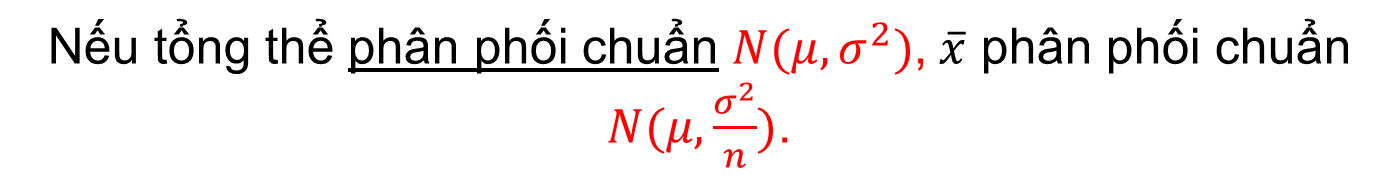 Nếu tổng thể phân phối chuẩn N(μ, σ²), x̄ phân phối chuẩn
N(μ, σ²/n).